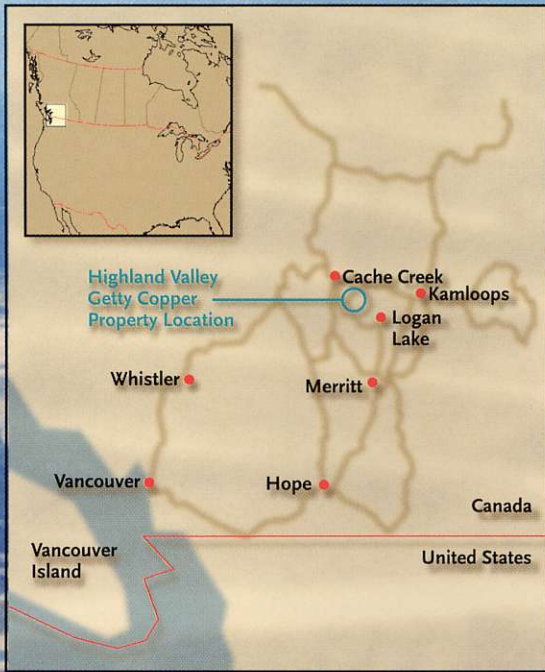 Highland Valley
Getty Copper
Property Location
Cache Creek
Kamloops
Logan
Lake
Whistler
Merritt
Vancouver
Hope
Canada
Vancouver
Island
United States